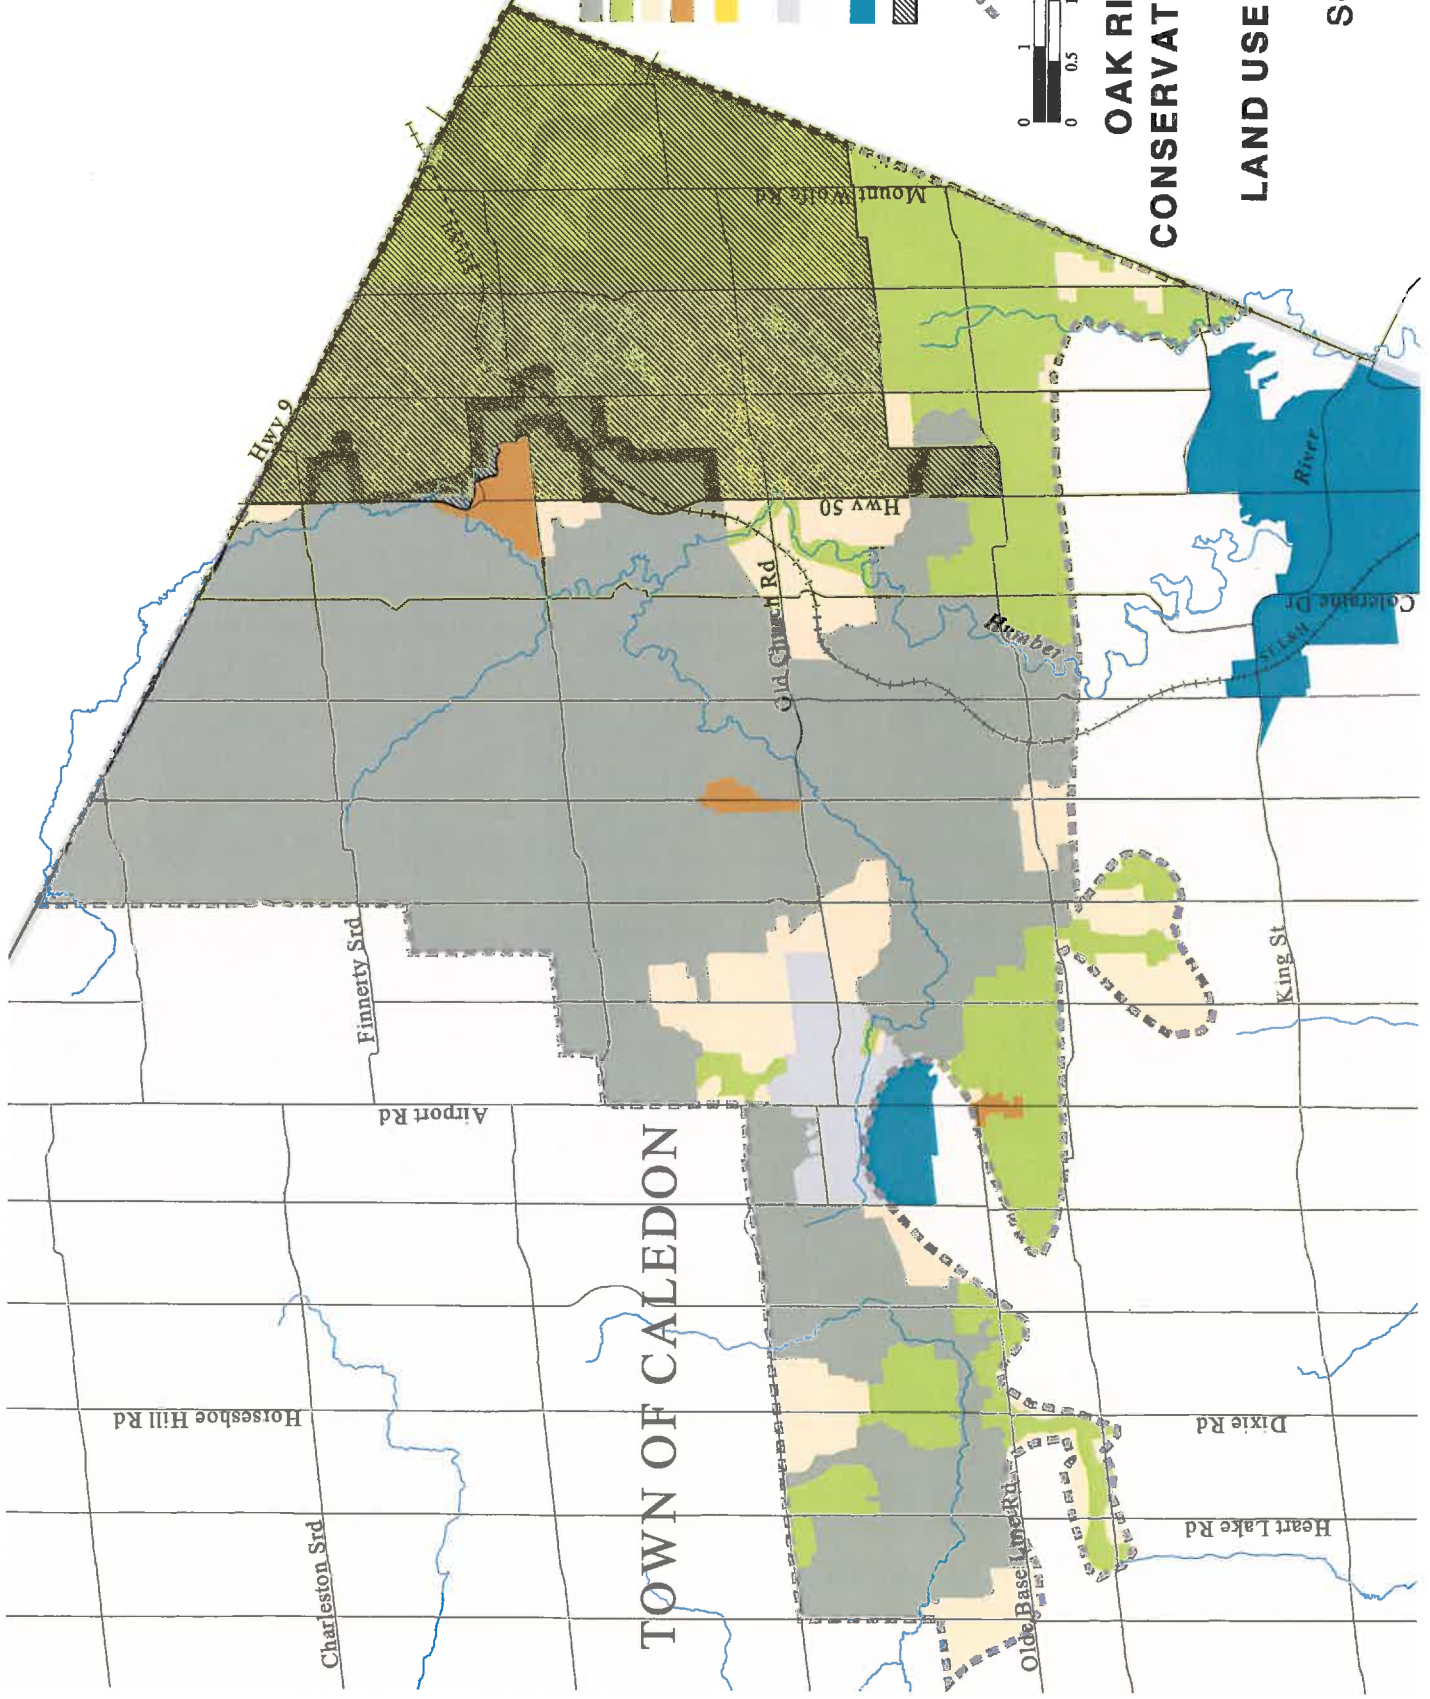 Hwy 9
ST.L&H
Mount Wolfe Rd
Hwy 50
Old Church Rd
Humber
River
Coleraine Dr
ST.L&H
King St
Finnerty Srd
Airport Rd
TOWN OF CALEDON
Horseshoe Hill Rd
Charleston Srd
Dixie Rd
Heart Lake Rd
Olde Base Line Rd
0
1
0
0.5
OAK RI
CONSERVAT
LAND USE